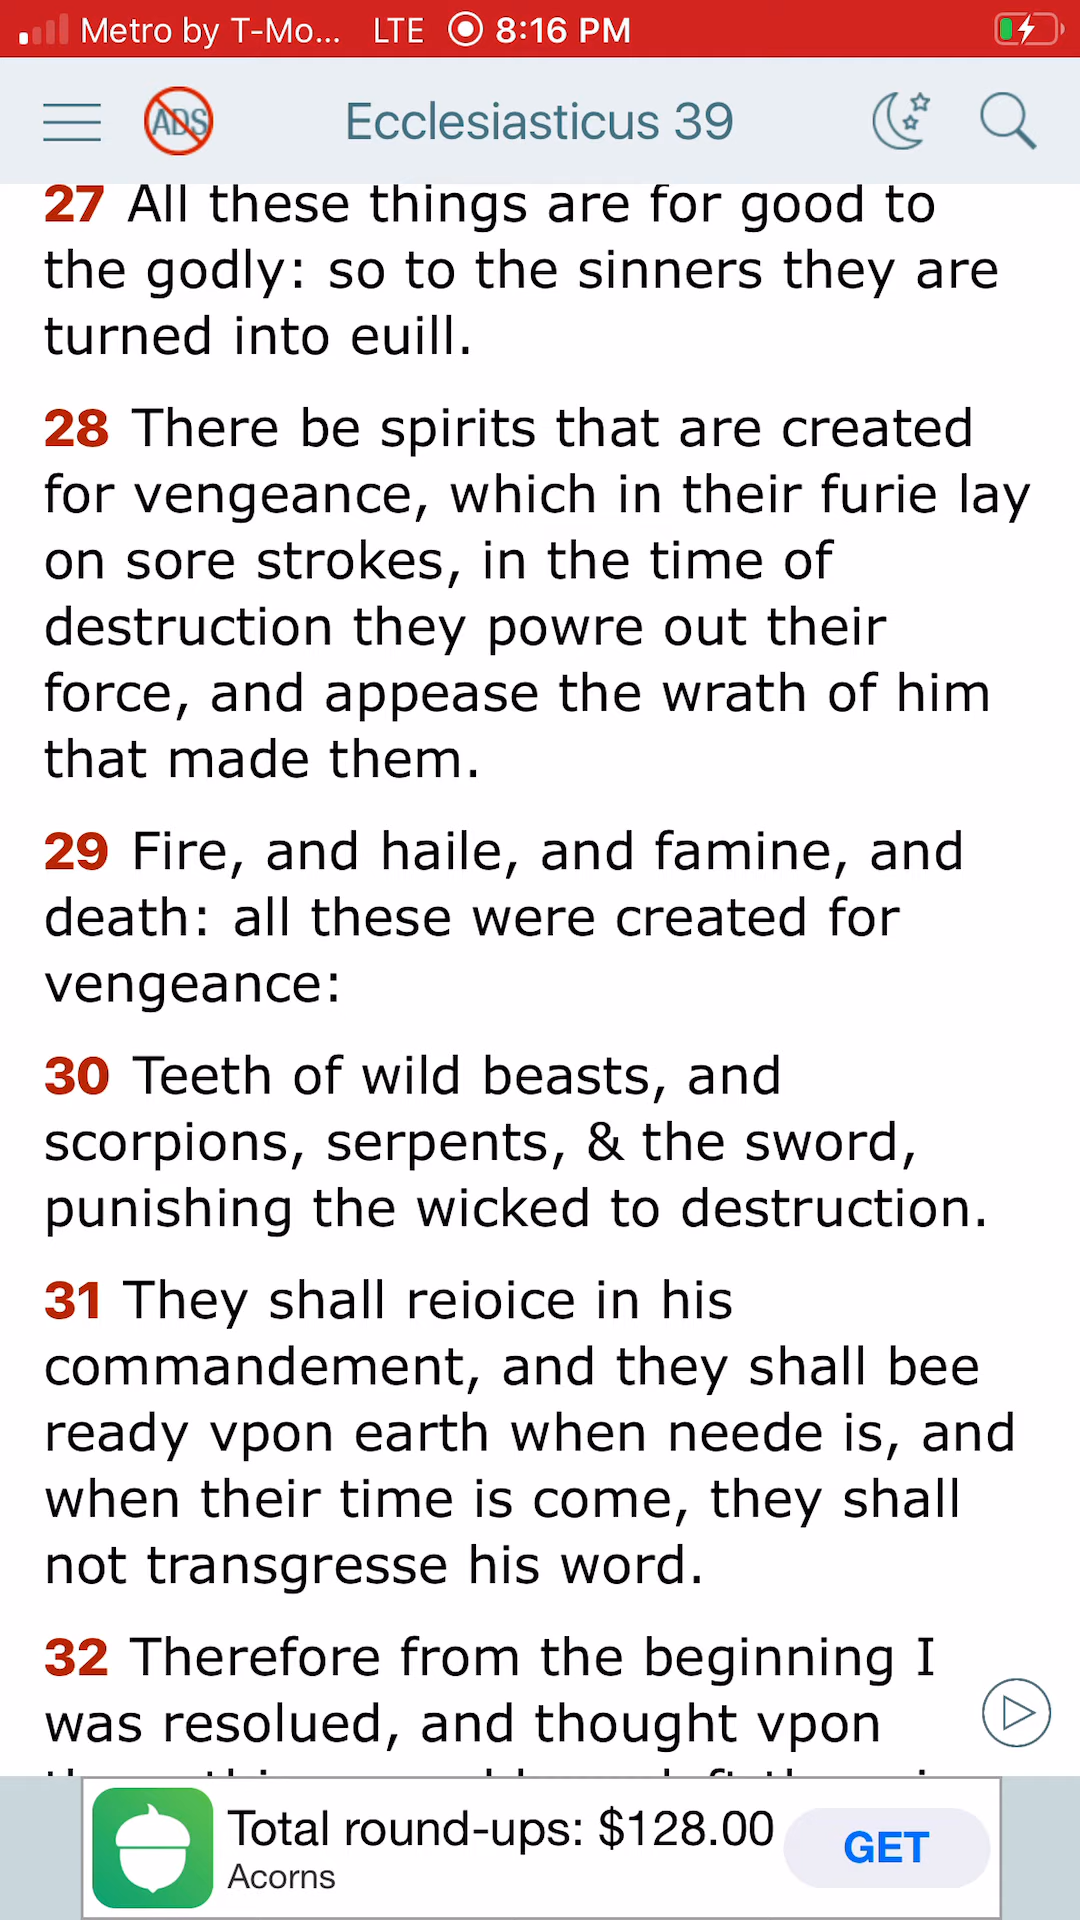 Metro by T-Mo... LTE 8:16 PM
ADS Ecclesiasticus 39
27 All these things are for good to
the godly: so to the sinners they are
turned into euill.
28 There be spirits that are created
for vengeance, which in their furie lay
on sore strokes, in the time of
destruction they powre out their
force, and appease the wrath of him
that made them.
29 Fire, and haile, and famine, and
death: all these were created for
vengeance:
30 Teeth of wild beasts, and
scorpions, serpents, & the sword,
punishing the wicked to destruction.
31 They shall reioice in his
commandement, and they shall bee
ready vpon earth when neede is, and
when their time is come, they shall
not transgresse his word.
32 Therefore from the beginning I
was resolued, and thought vpon
Total round-ups: $128.00
Acorns
GET